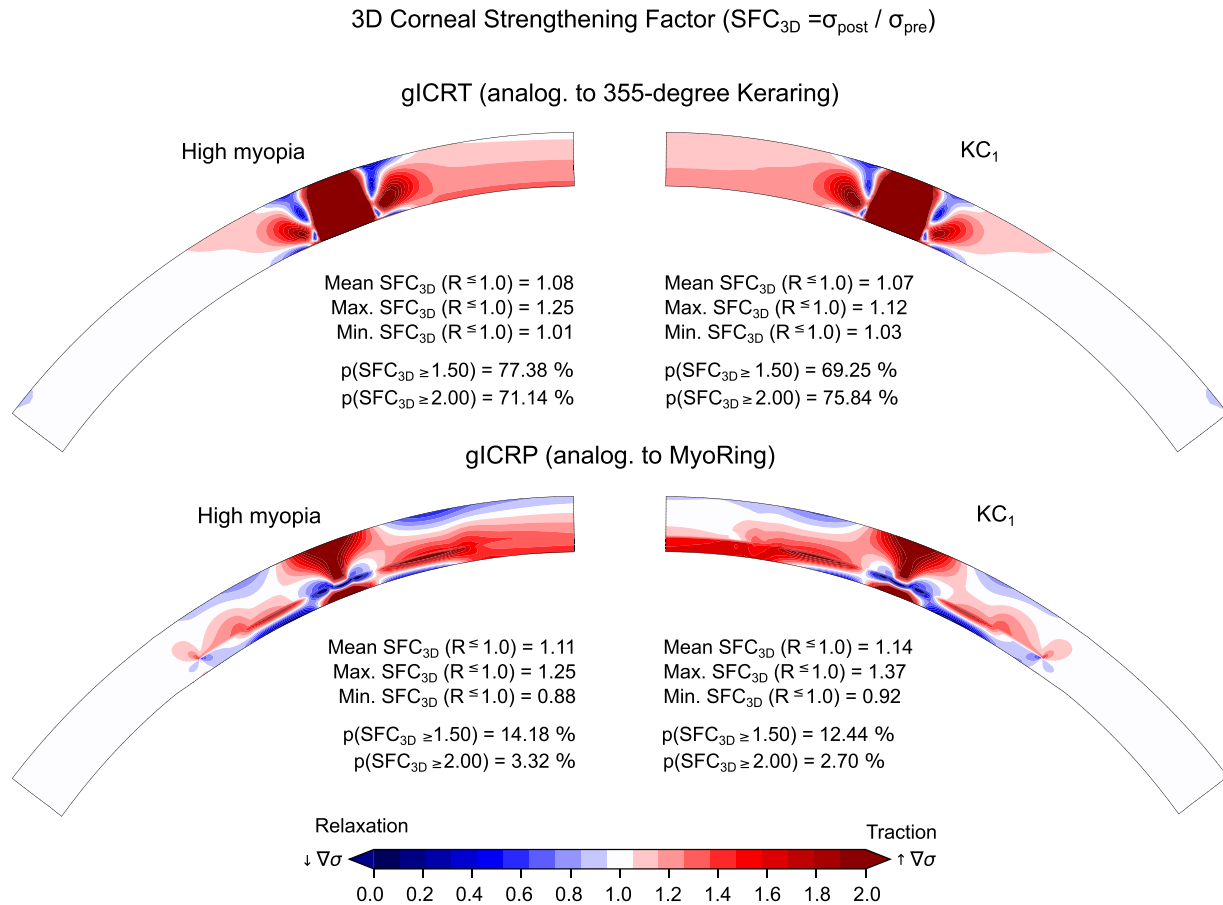 3D Corneal Strengthening Factor (SFC3D =σpost / σpre)
gICRT (analog. to 355-degree Keraring)
High myopia
KC1
Mean SFC3D (R ≤ 1.0) = 1.08
Max. SFC3D (R ≤ 1.0) = 1.25
Min. SFC3D (R ≤ 1.0) = 1.01
p(SFC3D ≥ 1.50) = 77.38 %
p(SFC3D ≥ 2.00) = 71.14 %
Mean SFC3D (R ≤ 1.0) = 1.07
Max. SFC3D (R ≤ 1.0) = 1.12
Min. SFC3D (R ≤ 1.0) = 1.03
p(SFC3D ≥ 1.50) = 69.25 %
p(SFC3D ≥ 2.00) = 75.84 %
gICRP (analog. to MyoRing)
High myopia
KC1
Mean SFC3D (R ≤ 1.0) = 1.11
Max. SFC3D (R ≤ 1.0) = 1.25
Min. SFC3D (R ≤ 1.0) = 0.88
p(SFC3D ≥ 1.50) = 14.18 %
p(SFC3D ≥ 2.00) = 3.32 %
Mean SFC3D (R ≤ 1.0) = 1.14
Max. SFC3D (R ≤ 1.0) = 1.37
Min. SFC3D (R ≤ 1.0) = 0.92
p(SFC3D ≥ 1.50) = 12.44 %
p(SFC3D ≥ 2.00) = 2.70 %
Relaxation
Traction
↓ ∇σ
↑ ∇σ
0.0 0.2 0.4 0.6 0.8 1.0 1.2 1.4 1.6 1.8 2.0